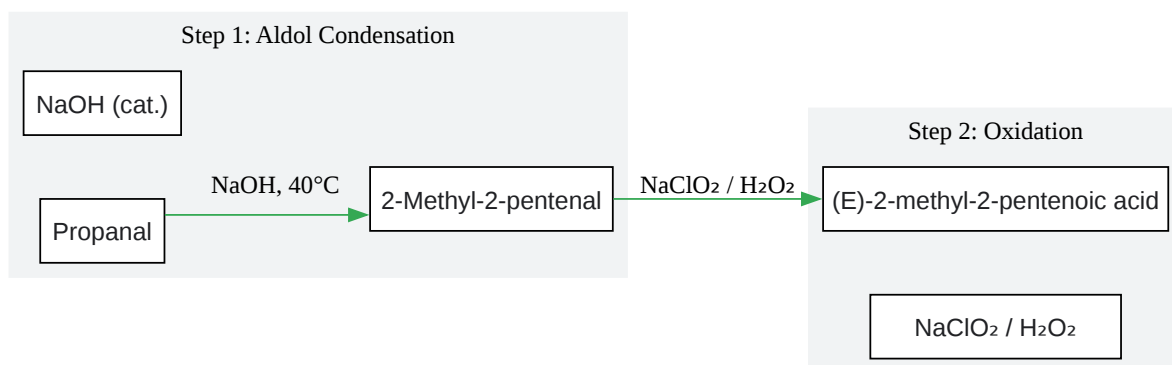 Step 1: Aldol Condensation
NaOH (cat.)
Propanal
NaOH, 40°C
2-Methyl-2-pentenal
NaClO₂ / H₂O₂
Step 2: Oxidation
(E)-2-methyl-2-pentenoic acid
NaClO₂ / H₂O₂